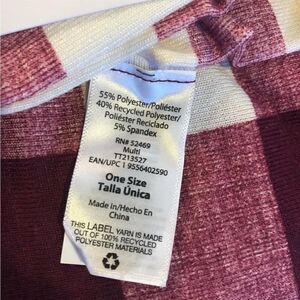 55% Polyester/Poliéster
40% Recycled Polyester/
Poliéster Reciclado
5% Spandex
RN# 52469
Multi
TT213527
EAN/UPC 1 9556402590
One Size
Talla Única
Made in/Hecho En
China
THIS LABEL YARN IS MADE
OUT OF 100% RECYCLED
POLYESTER MATERIALS